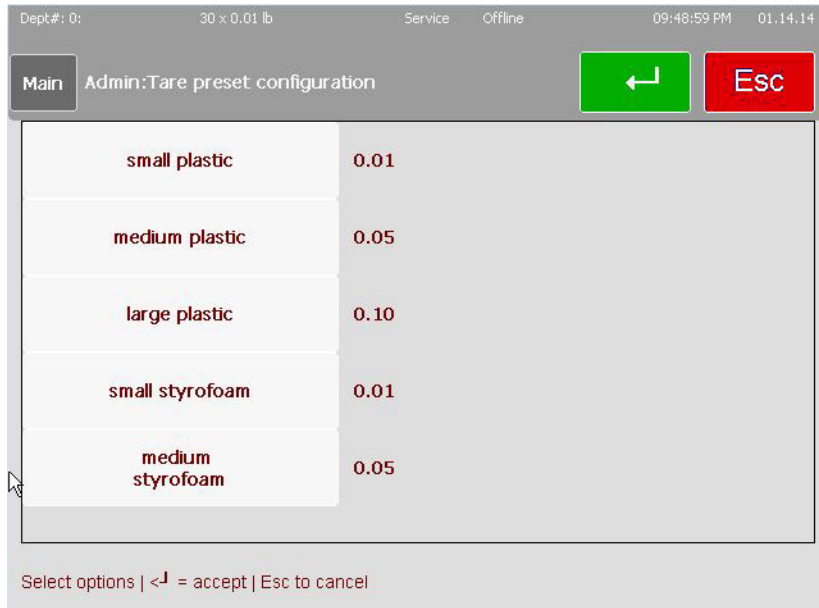 Dept#: 0: 30 x 0.01 lb Service Offline 09:48:59 PM 01.14.14
Main Admin:Tare preset configuration Esc
small plastic 0.01
medium plastic 0.05
large plastic 0.10
small styrofoam 0.01
medium
styrofoam 0.05
Select options | <┘ = accept | Esc to cancel